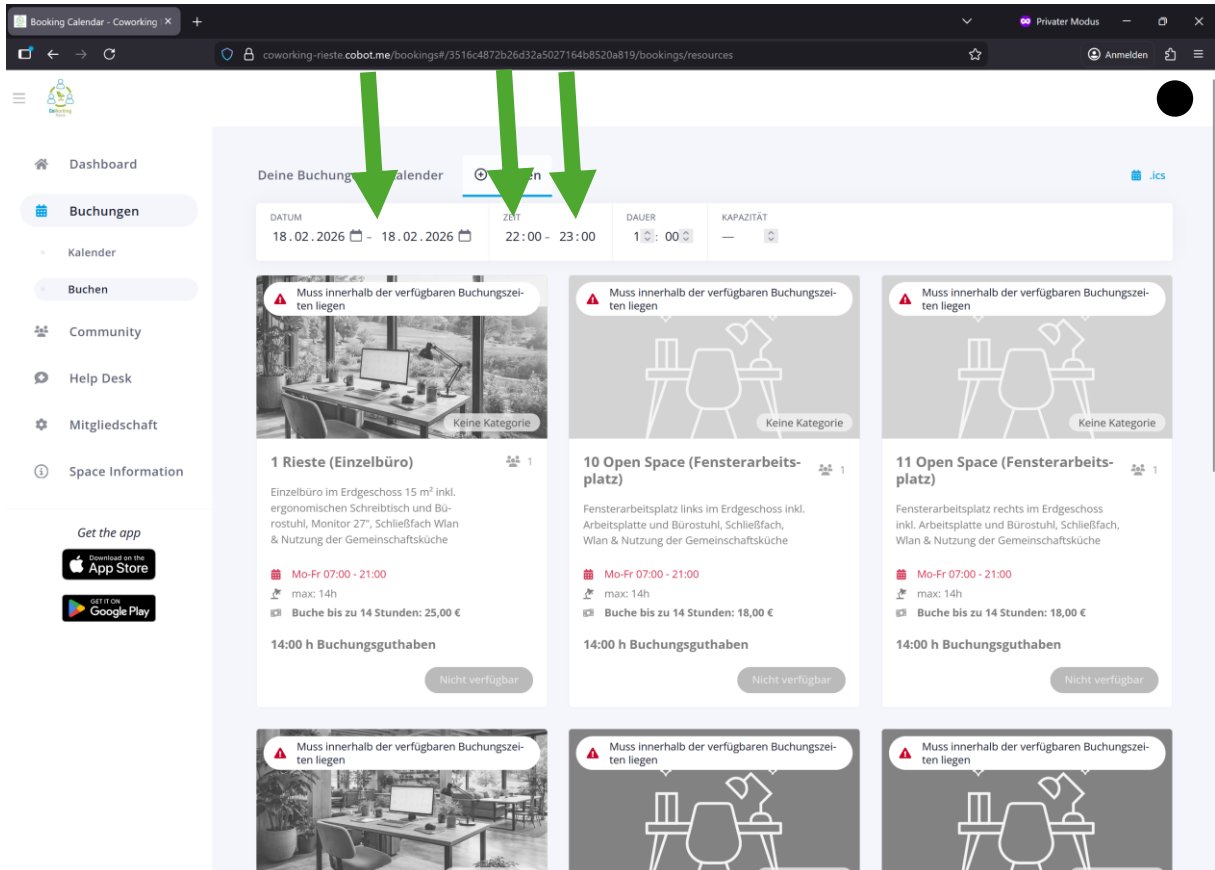 Booking Calendar - Coworking
Privater Modus
coworking-rieste.cobot.me/bookings#/3516c4872b26d32a5027164b8520a819/bookings/resources
Anmelden
Dashboard
Buchungen
Kalender
Buchen
Community
Help Desk
Mitgliedschaft
Space Information
Get the app
Download on the
App Store
GET IT ON
Google Play
Deine
.ics
DATUM
ZEIT
DAUER
KAPAZITÄT
18.02.2026 – 18.02.2026
22:00 – 23:00
1 : 00
—
Muss innerhalb der verfügbaren Buchungszei-
ten liegen
Keine Kategorie
1 Rieste (Einzelbüro)
1
Einzelbüro im Erdgeschoss 15 m² inkl.
ergonomischen Schreibtisch und Bü-
rostuhl, Monitor 27", Schließfach Wlan
& Nutzung der Gemeinschaftsküche
Mo-Fr 07:00 - 21:00
max: 14h
Buche bis zu 14 Stunden: 25,00 €
14:00 h Buchungsguthaben
Nicht verfügbar
Muss innerhalb der verfügbaren Buchungszei-
ten liegen
Keine Kategorie
10 Open Space (Fensterarbeits-
platz)
1
Fensterarbeitsplatz links im Erdgeschoss inkl.
Arbeitsplatte und Bürostuhl, Schließfach,
Wlan & Nutzung der Gemeinschaftsküche
Mo-Fr 07:00 - 21:00
max: 14h
Buche bis zu 14 Stunden: 18,00 €
14:00 h Buchungsguthaben
Nicht verfügbar
Muss innerhalb der verfügbaren Buchungszei-
ten liegen
Keine Kategorie
11 Open Space (Fensterarbeits-
platz)
1
Fensterarbeitsplatz rechts im Erdgeschoss
inkl. Arbeitsplatte und Bürostuhl, Schließfach,
Wlan & Nutzung der Gemeinschaftsküche
Mo-Fr 07:00 - 21:00
max: 14h
Buche bis zu 14 Stunden: 18,00 €
14:00 h Buchungsguthaben
Nicht verfügbar
Muss innerhalb der verfügbaren Buchungszei-
ten liegen
Muss innerhalb der verfügbaren Buchungszei-
ten liegen
Muss innerhalb der verfügbaren Buchungszei-
ten liegen